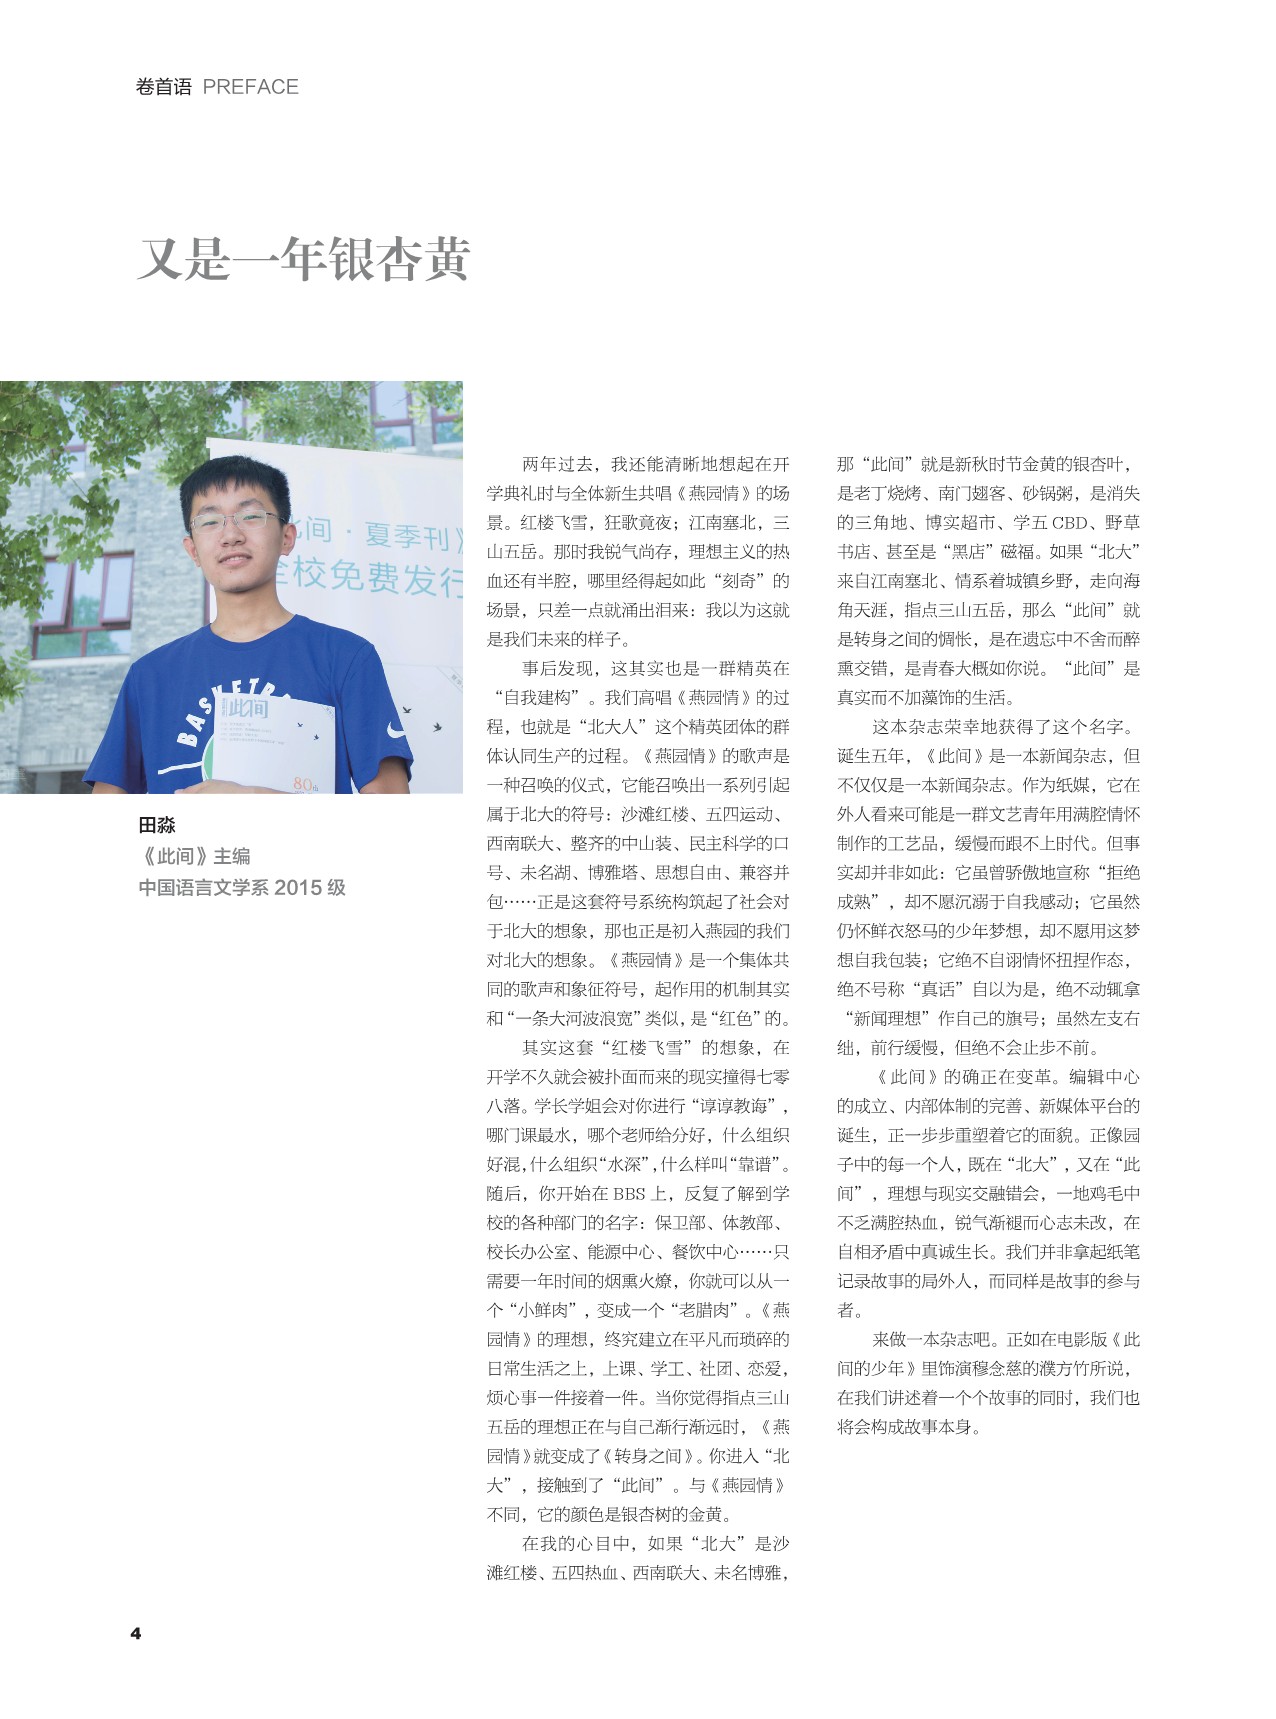 卷首语 PREFACE
又是一年银杏黄
此间·夏季刊》
全校免费发行
BASKETB
此间
80th
田淼
《此间》主编
中国语言文学系 2015 级
两年过去，我还能清晰地想起在开
学典礼时与全体新生共唱《燕园情》的场
景。红楼飞雪，狂歌竟夜；江南塞北，三
山五岳。那时我锐气尚存，理想主义的热
血还有半腔，哪里经得起如此“刻奇”的
场景，只差一点就涌出泪来：我以为这就
是我们未来的样子。
事后发现，这其实也是一群精英在
“自我建构”。我们高唱《燕园情》的过
程，也就是“北大人”这个精英团体的群
体认同生产的过程。《燕园情》的歌声是
一种召唤的仪式，它能召唤出一系列引起
属于北大的符号：沙滩红楼、五四运动、
西南联大、整齐的中山装、民主科学的口
号、未名湖、博雅塔、思想自由、兼容并
包……正是这套符号系统构筑起了社会对
于北大的想象，那也正是初入燕园的我们
对北大的想象。《燕园情》是一个集体共
同的歌声和象征符号，起作用的机制其实
和“一条大河波浪宽”类似，是“红色”的。
其实这套“红楼飞雪”的想象，在
开学不久就会被扑面而来的现实撞得七零
八落。学长学姐会对你进行“谆谆教诲”，
哪门课最水，哪个老师给分好，什么组织
好混，什么组织“水深”，什么样叫“靠谱”。
随后，你开始在 BBS 上，反复了解到学
校的各种部门的名字：保卫部、体教部、
校长办公室、能源中心、餐饮中心……只
需要一年时间的烟熏火燎，你就可以从一
个“小鲜肉”，变成一个“老腊肉”。《燕
园情》的理想，终究建立在平凡而琐碎的
日常生活之上，上课、学工、社团、恋爱，
烦心事一件接着一件。当你觉得指点三山
五岳的理想正在与自己渐行渐远时，《燕
园情》就变成了《转身之间》。你进入“北
大”，接触到了“此间”。与《燕园情》
不同，它的颜色是银杏树的金黄。
在我的心目中，如果“北大”是沙
滩红楼、五四热血、西南联大、未名博雅，
那“此间”就是新秋时节金黄的银杏叶，
是老丁烧烤、南门翅客、砂锅粥，是消失
的三角地、博实超市、学五 CBD、野草
书店、甚至是“黑店”磁福。如果“北大”
来自江南塞北、情系着城镇乡野，走向海
角天涯，指点三山五岳，那么“此间”就
是转身之间的惆怅，是在遗忘中不舍而醉
熏交错，是青春大概如你说。“此间”是
真实而不加藻饰的生活。
这本杂志荣幸地获得了这个名字。
诞生五年，《此间》是一本新闻杂志，但
不仅仅是一本新闻杂志。作为纸媒，它在
外人看来可能是一群文艺青年用满腔情怀
制作的工艺品，缓慢而跟不上时代。但事
实却并非如此：它虽曾骄傲地宣称“拒绝
成熟”，却不愿沉溺于自我感动；它虽然
仍怀鲜衣怒马的少年梦想，却不愿用这梦
想自我包装；它绝不自诩情怀扭捏作态，
绝不号称“真话”自以为是，绝不动辄拿
“新闻理想”作自己的旗号；虽然左支右
绌，前行缓慢，但绝不会止步不前。
《此间》的确正在变革。编辑中心
的成立、内部体制的完善、新媒体平台的
诞生，正一步步重塑着它的面貌。正像园
子中的每一个人，既在“北大”，又在“此
间”，理想与现实交融错会，一地鸡毛中
不乏满腔热血，锐气渐褪而心志未改，在
自相矛盾中真诚生长。我们并非拿起纸笔
记录故事的局外人，而同样是故事的参与
者。
来做一本杂志吧。正如在电影版《此
间的少年》里饰演穆念慈的濮方竹所说，
在我们讲述着一个个故事的同时，我们也
将会构成故事本身。
4